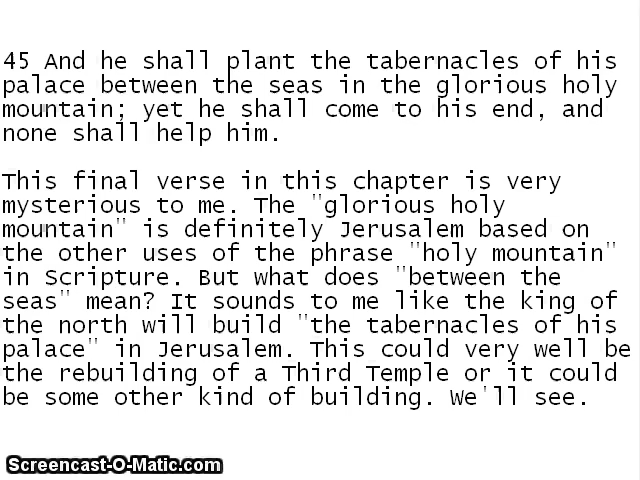 45 And he shall plant the tabernacles of his
palace between the seas in the glorious holy
mountain; yet he shall come to his end, and
none shall help him.
This final verse in this chapter is very
mysterious to me. The "glorious holy
mountain" is definitely Jerusalem based on
the other uses of the phrase "holy mountain"
in Scripture. But what does "between the
seas" mean? It sounds to me like the king of
the north will build "the tabernacles of his
palace" in Jerusalem. This could very well be
the rebuilding of a Third Temple or it could
be some other kind of building. We'll see.
Screencast-O-Matic.com